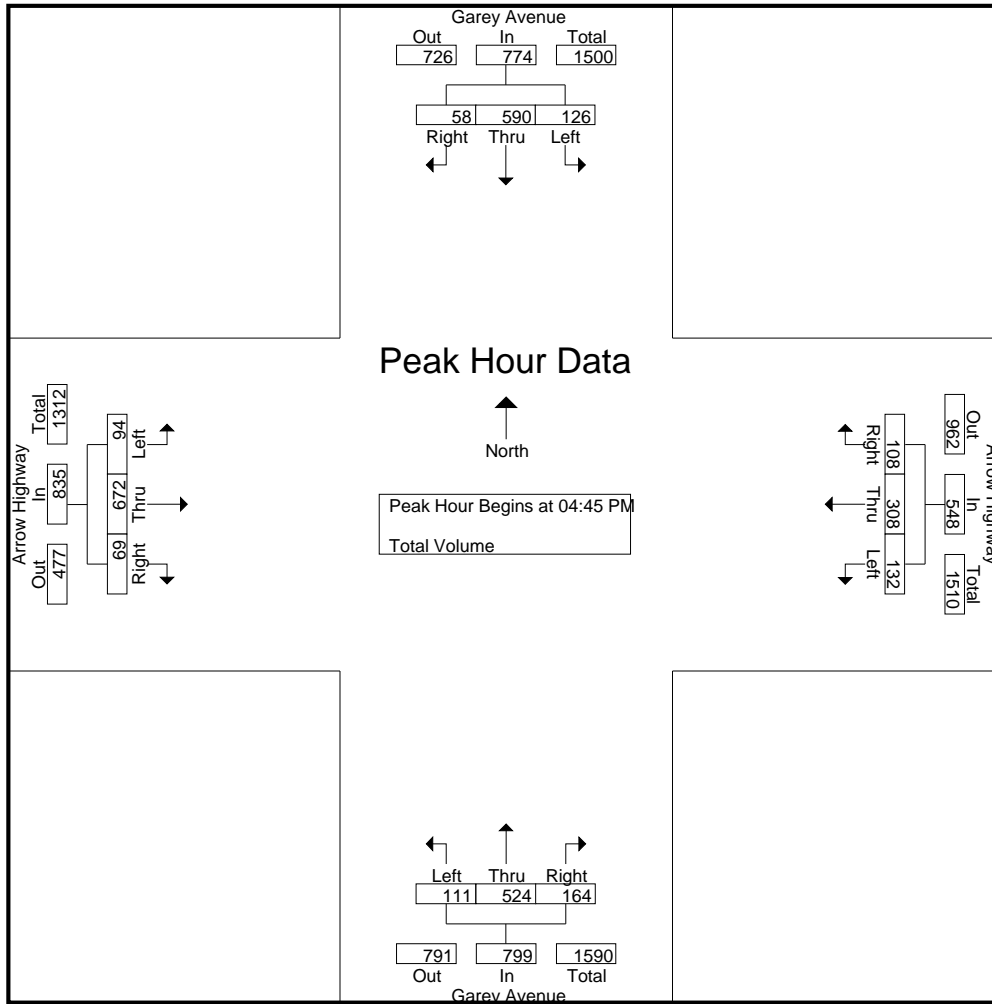 Garey Avenue
Out In Total
726 774 1500
58 590 126
Right Thru Left
Peak Hour Data
North
Peak Hour Begins at 04:45 PM
Total Volume
Arrow Highway
Total In Out
1312 835 477
94 672 69
Left Thru Right
Arrow Highway
Out In Total
962 548 1510
108 308 132
Right Thru Left
Left Thru Right
111 524 164
791 799 1590
Out In Total
Garey Avenue